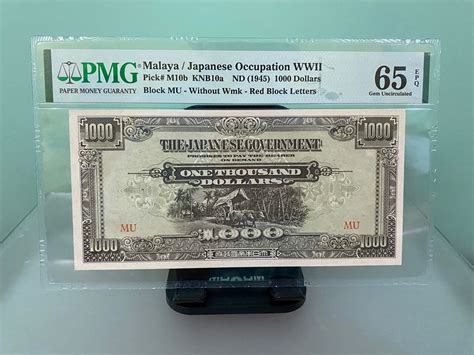 PMG
PAPER MONEY GUARANTY
Malaya / Japanese Occupation WWII
Pick# M10b KNB10a ND (1945) 1000 Dollars
Block MU - Without Wmk - Red Block Letters
65 EPQ
Gem Uncirculated
1000 1000
THE JAPANESE GOVERNMENT
PROMISES TO PAY THE BEARER
ON DEMAND
ONE THOUSAND
DOLLARS
MU MU
1000 1,000 1000